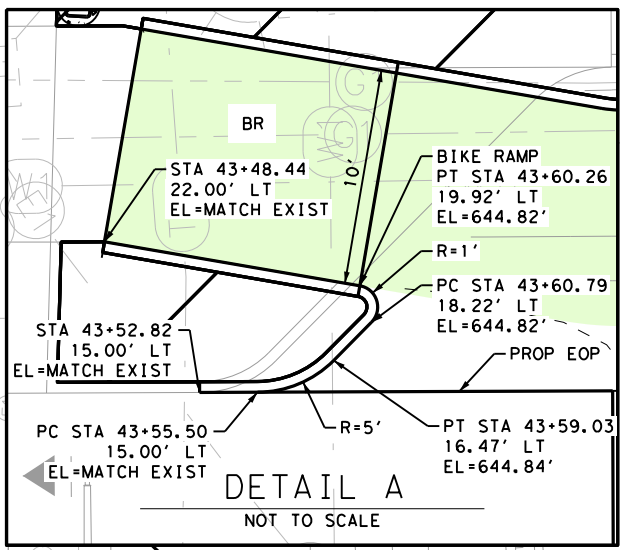 BR
STA 43+48.44
22.00' LT
EL=MATCH EXIST
10'
BIKE RAMP
PT STA 43+60.26
19.92' LT
EL=644.82'
R=1'
PC STA 43+60.79
18.22' LT
EL=644.82'
STA 43+52.82
15.00' LT
EL=MATCH EXIST
PROP EOP
PC STA 43+55.50
15.00' LT
EL=MATCH EXIST
R=5'
PT STA 43+59.03
16.47' LT
EL=644.84'
DETAIL A
NOT TO SCALE